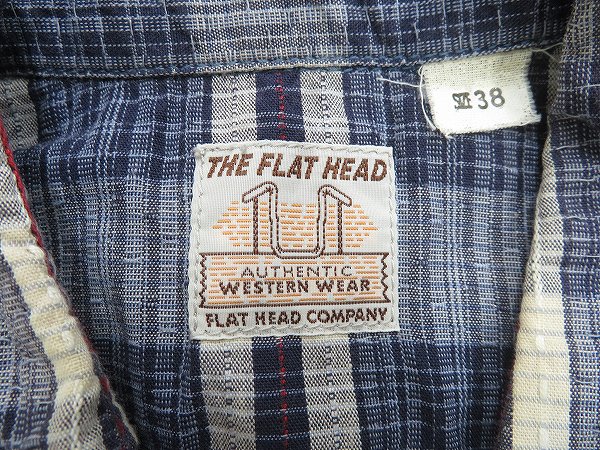 THE FLAT HEAD
AUTHENTIC
WESTERN WEAR
FLAT HEAD COMPANY
38